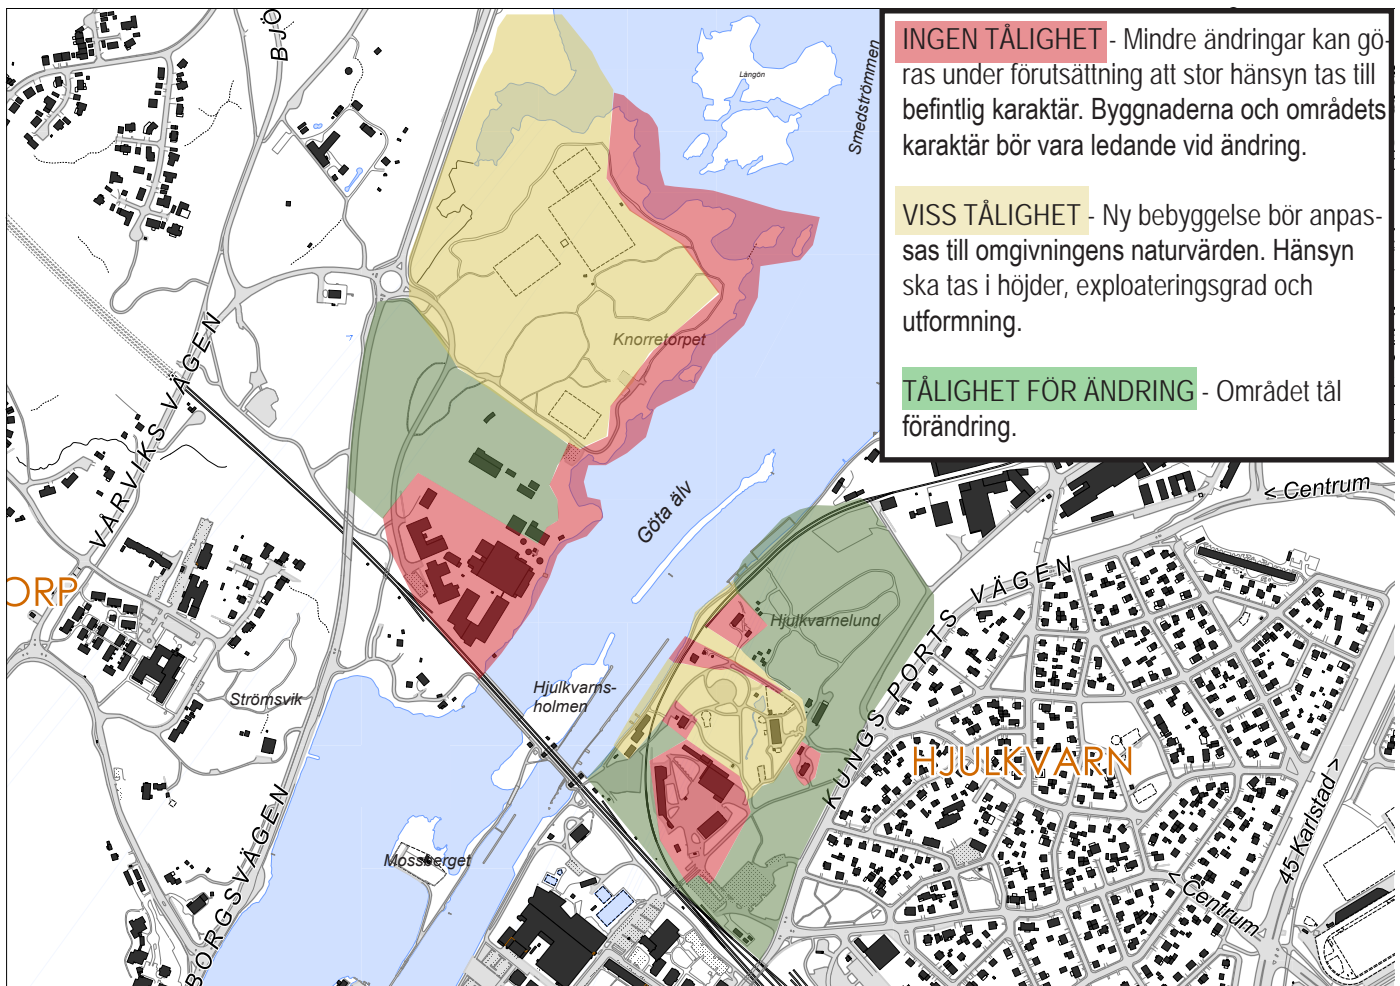 INGEN TÅLIGHET - Mindre ändringar kan gö-
ras under förutsättning att stor hänsyn tas till
befintlig karaktär. Byggnaderna och områdets
karaktär bör vara ledande vid ändring.
VISS TÅLIGHET - Ny bebyggelse bör anpas-
sas till omgivningens naturvärden. Hänsyn
ska tas i höjder, exploateringsgrad och
utformning.
TÅLIGHET FÖR ÄNDRING - Området tål
förändring.
BJÖ
Långön
Smedströmmen
Knorretorpet
VÄRVIKS VÄGEN
Göta älv
< Centrum
ORP
Hjulkvarnelund
KUNGS PORTS VÄGEN
Strömsvik
Hjulkvarns-
holmen
HJULKVARN
BORGSVÄGEN
Mossberget
45 Karlstad >
< Centrum